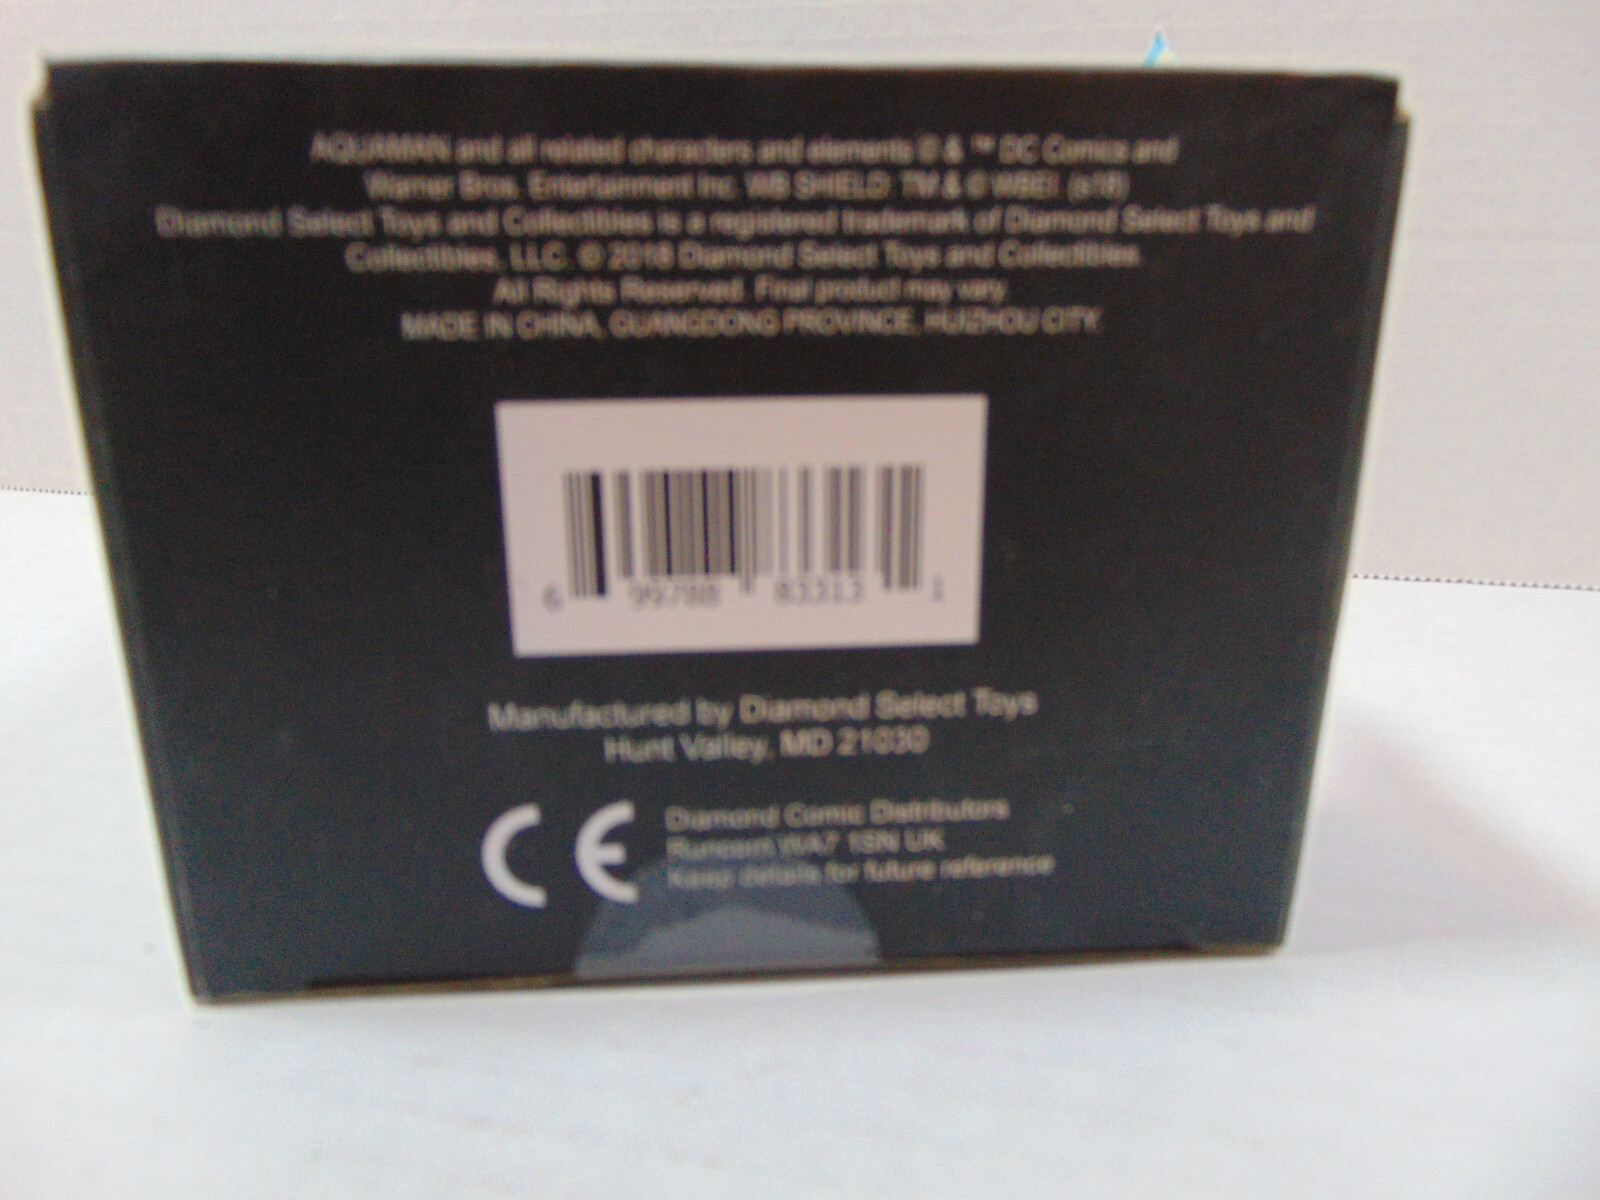 AQUAMAN and all related characters and elements © & ™ DC Comics and
Warner Bros. Entertainment Inc. WB SHIELD: TM & © WBEI. (s18)
Diamond Select Toys and Collectibles is a registered trademark of Diamond Select Toys and
Collectibles, LLC. © 2018 Diamond Select Toys and Collectibles.
All Rights Reserved. Final product may vary.
MADE IN CHINA, GUANGDONG PROVINCE, HUIZHOU CITY.
6 99788 83313 1
Manufactured by Diamond Select Toys
Hunt Valley, MD 21030
CE
Diamond Comic Distributors
Runcorn WA7 1SN UK
Keep details for future reference